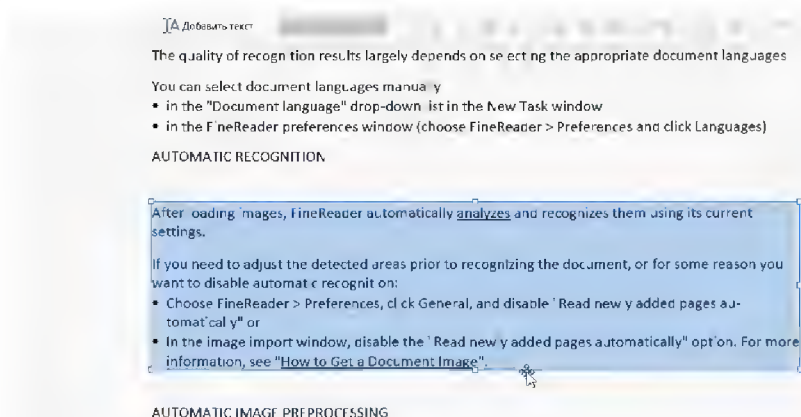 Добавить текст
The quality of recognition results largely depends on selecting the appropriate document languages
You can select document languages manually
• in the "Document language" drop-down list in the New Task window
• in the FineReader preferences window (choose FineReader > Preferences and click Languages)
AUTOMATIC RECOGNITION
After loading images, FineReader automatically analyzes and recognizes them using its current
settings.
If you need to adjust the detected areas prior to recognizing the document, or for some reason you
want to disable automatic recognition:
• Choose FineReader > Preferences, click General, and disable "Read newly added pages au-
tomatically" or
• In the image import window, disable the "Read newly added pages automatically" option. For more
information, see "How to Get a Document Image".
AUTOMATIC IMAGE PREPROCESSING